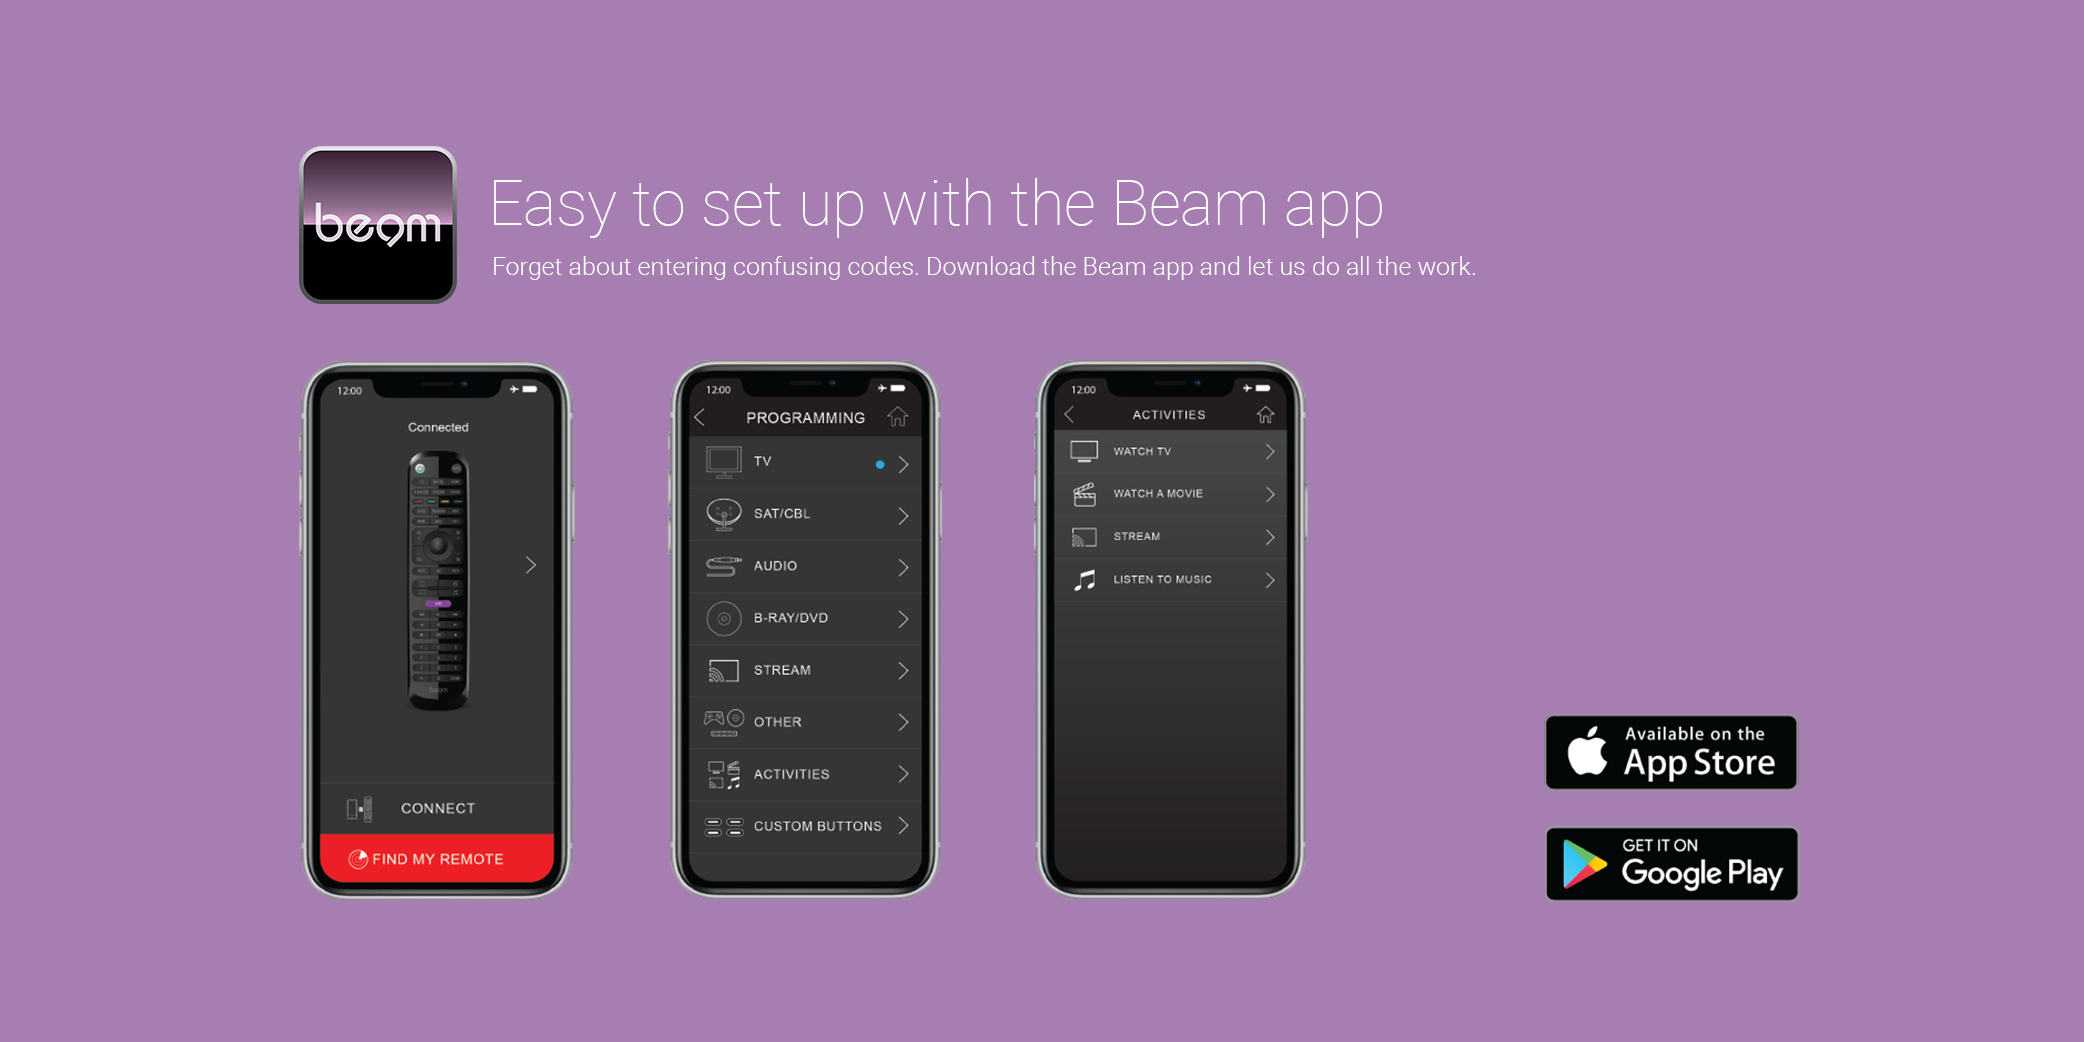 beam
Easy to set up with the Beam app
Forget about entering confusing codes. Download the Beam app and let us do all the work.
12:00
Connected
beam
CONNECT
FIND MY REMOTE
12:00
PROGRAMMING
TV
SAT/CBL
AUDIO
B-RAY/DVD
STREAM
OTHER
ACTIVITIES
CUSTOM BUTTONS
12:00
ACTIVITIES
WATCH TV
WATCH A MOVIE
STREAM
LISTEN TO MUSIC
Available on the
App Store
GET IT ON
Google Play